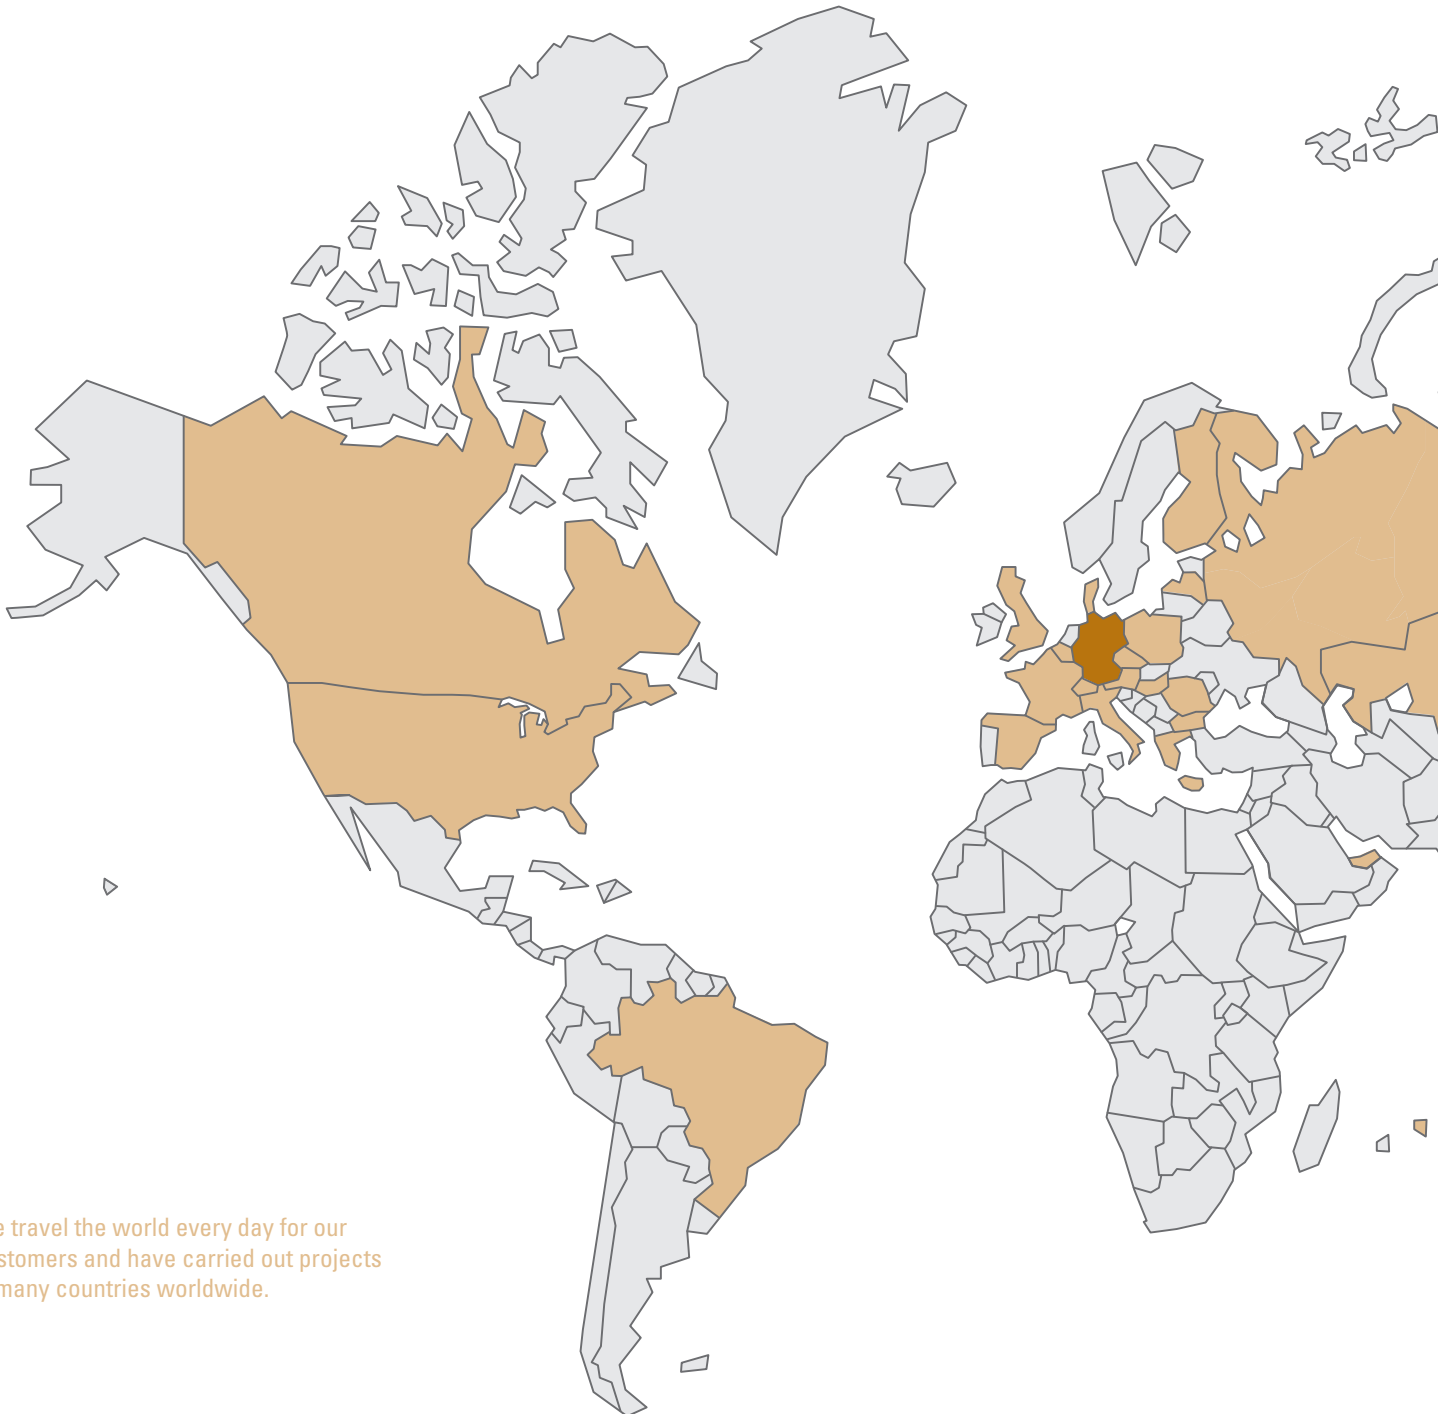 e travel the world every day for our
stomers and have carried out projects
many countries worldwide.